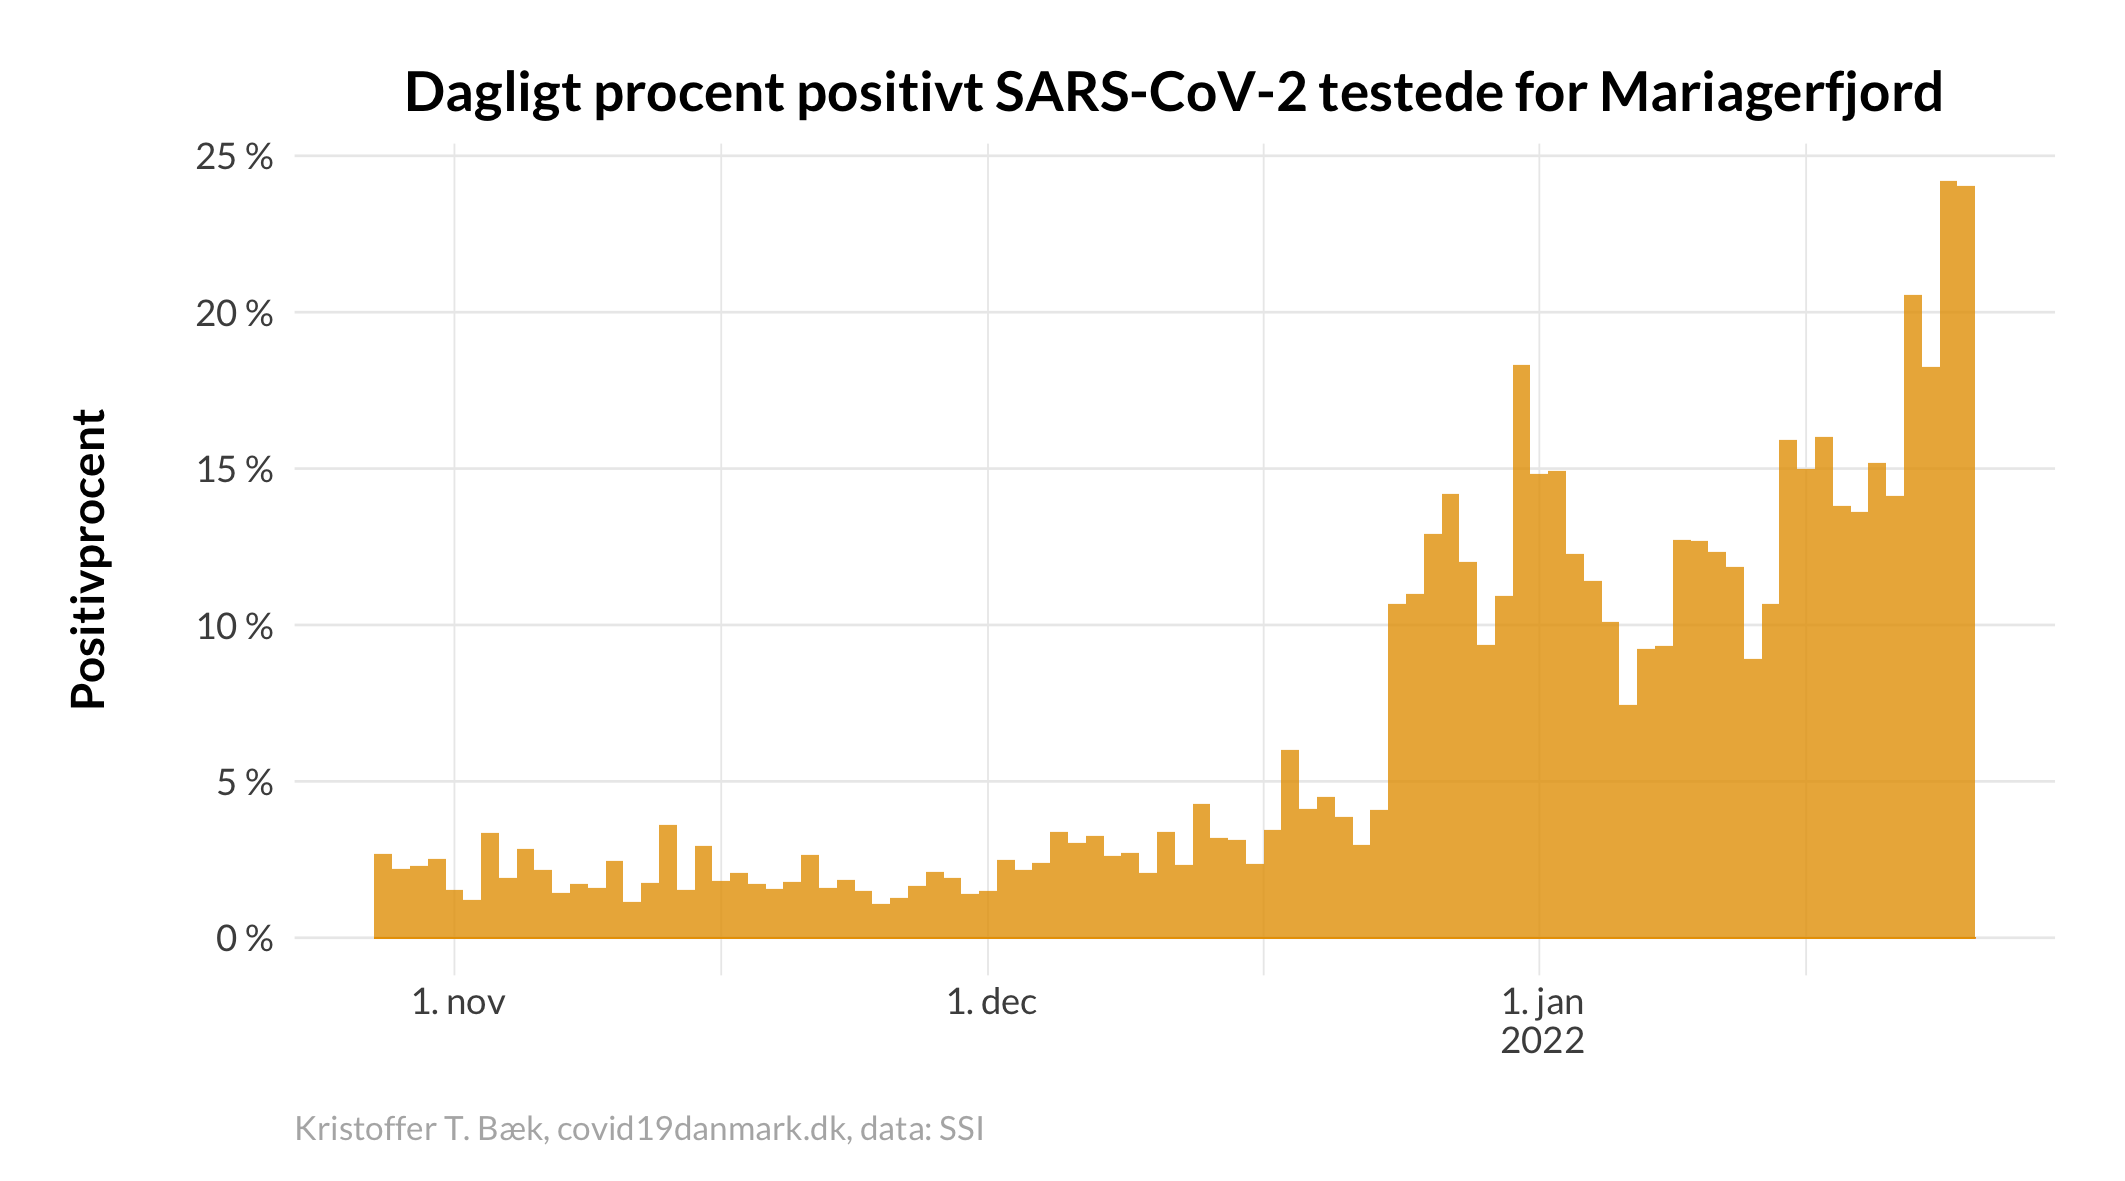 Dagligt procent positivt SARS-CoV-2 testede for Mariagerfjord
Positivprocent
25 %
20 %
15 %
10 %
5 %
0 %
1. nov
1. dec
1. jan
2022
Kristoffer T. Bæk, covid19danmark.dk, data: SSI